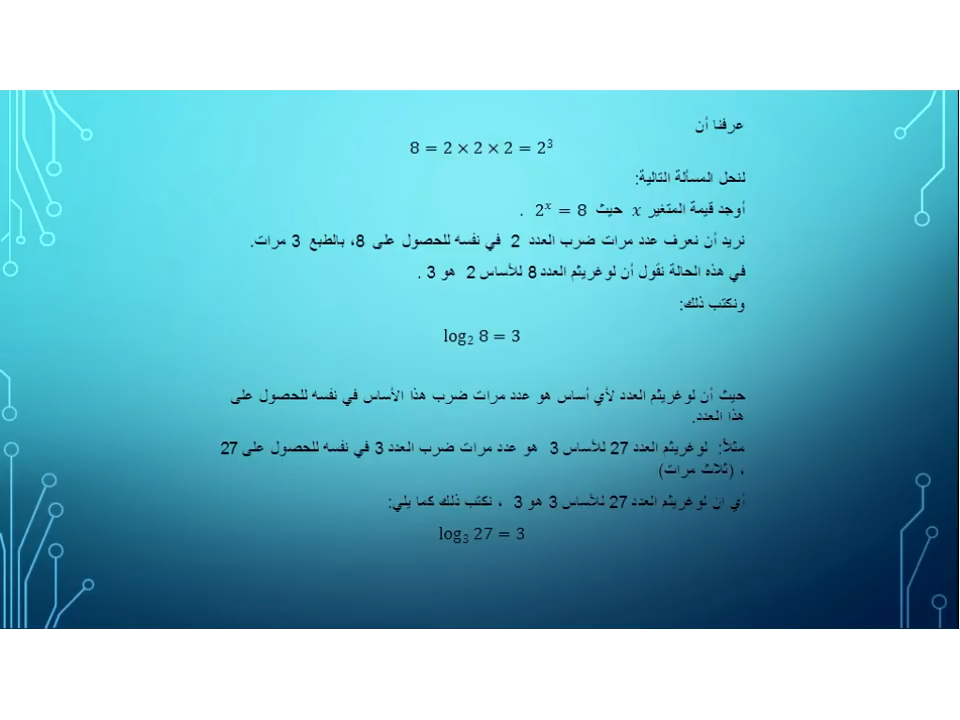 عرفنا أن
8 = 2 × 2 × 2 = 2³
لنحل المسألة التالية:
أوجد قيمة المتغير x حيث 2ˣ = 8 .
نريد أن نعرف عدد مرات ضرب العدد 2 في نفسه للحصول على 8، بالطبع 3 مرات.
في هذه الحالة نقول أن لوغريثم العدد 8 للأساس 2 هو 3 .
ونكتب ذلك:
log₂ 8 = 3
حيث أن لوغريثم العدد لأي أساس هو عدد مرات ضرب هذا الأساس في نفسه للحصول على
هذا العدد.
مثلاً: لوغريثم العدد 27 للأساس 3 هو عدد مرات ضرب العدد 3 في نفسه للحصول على 27
، (ثلاث مرات)
أي ان لوغريثم العدد 27 للأساس 3 هو 3 ، نكتب ذلك كما يلي:
log₃ 27 = 3